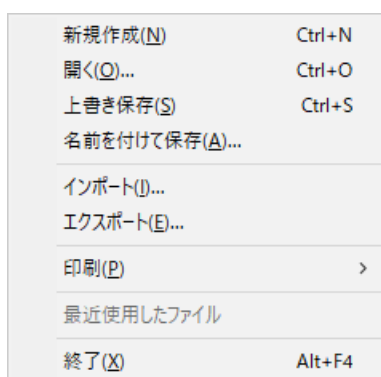 新規作成(N) Ctrl+N
開く(O)... Ctrl+O
上書き保存(S) Ctrl+S
名前を付けて保存(A)...
インポート(I)...
エクスポート(E)...
印刷(P) >
最近使用したファイル
終了(X) Alt+F4